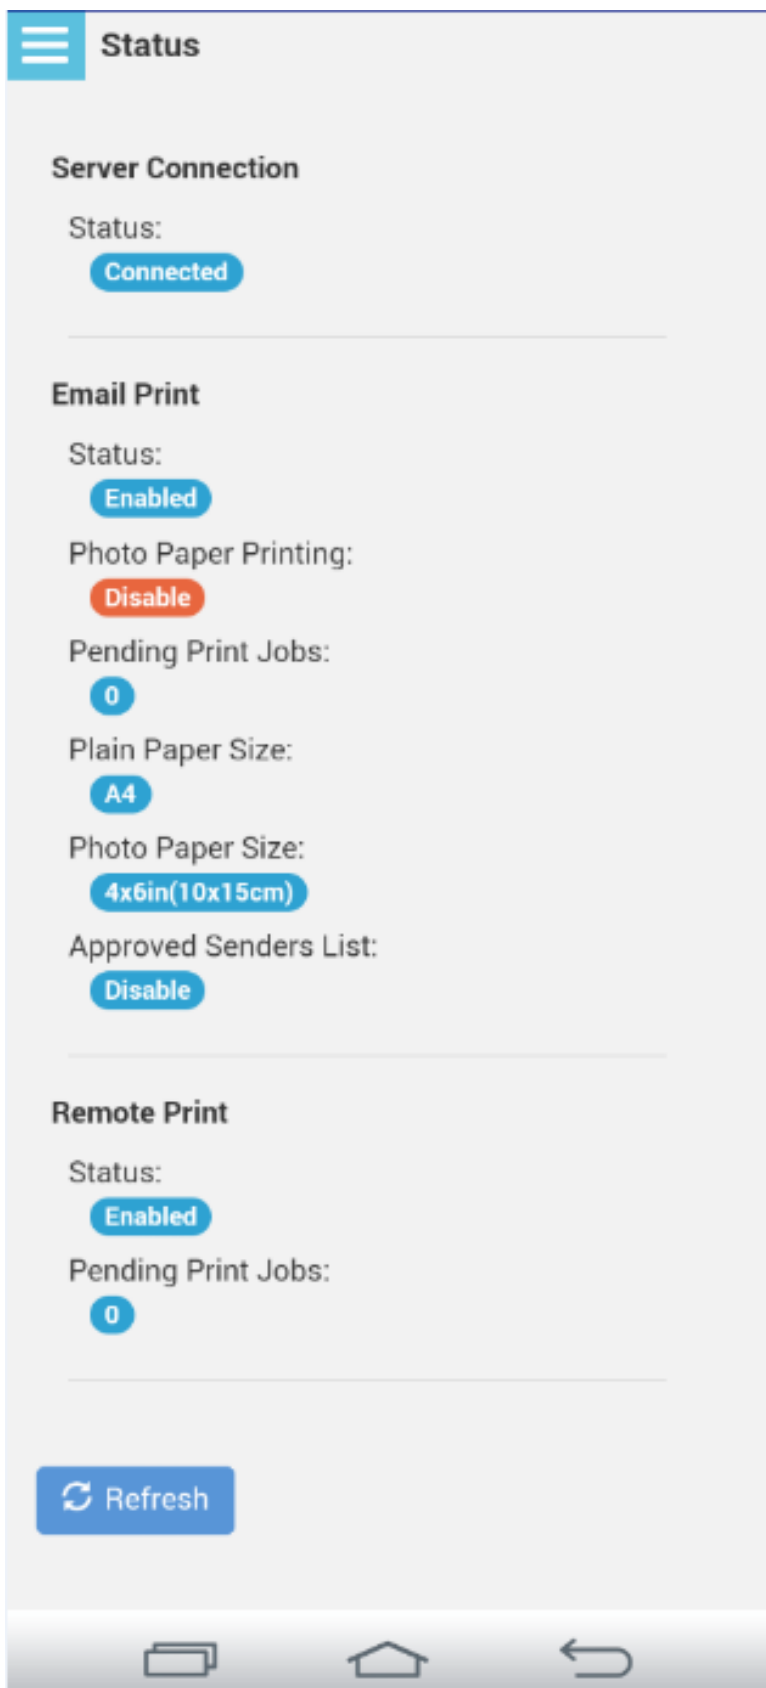 Status
Server Connection
Status:
Connected
Email Print
Status:
Enabled
Photo Paper Printing:
Disable
Pending Print Jobs:
0
Plain Paper Size:
A4
Photo Paper Size:
4x6in(10x15cm)
Approved Senders List:
Disable
Remote Print
Status:
Enabled
Pending Print Jobs:
0
Refresh